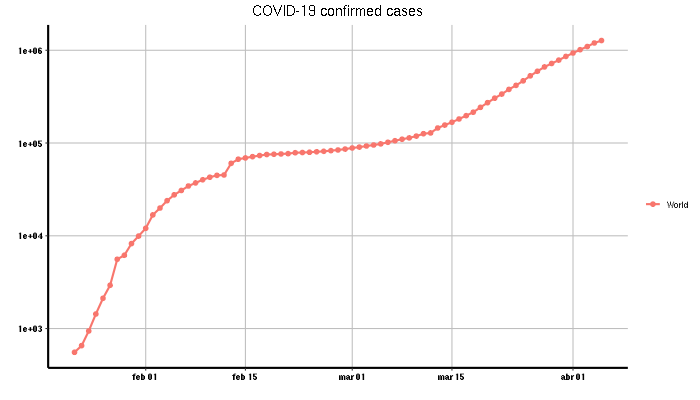 COVID-19 confirmed cases
1e+06
1e+05
1e+04
1e+03
feb 01 feb 15 mar 01 mar 15 abr 01
World